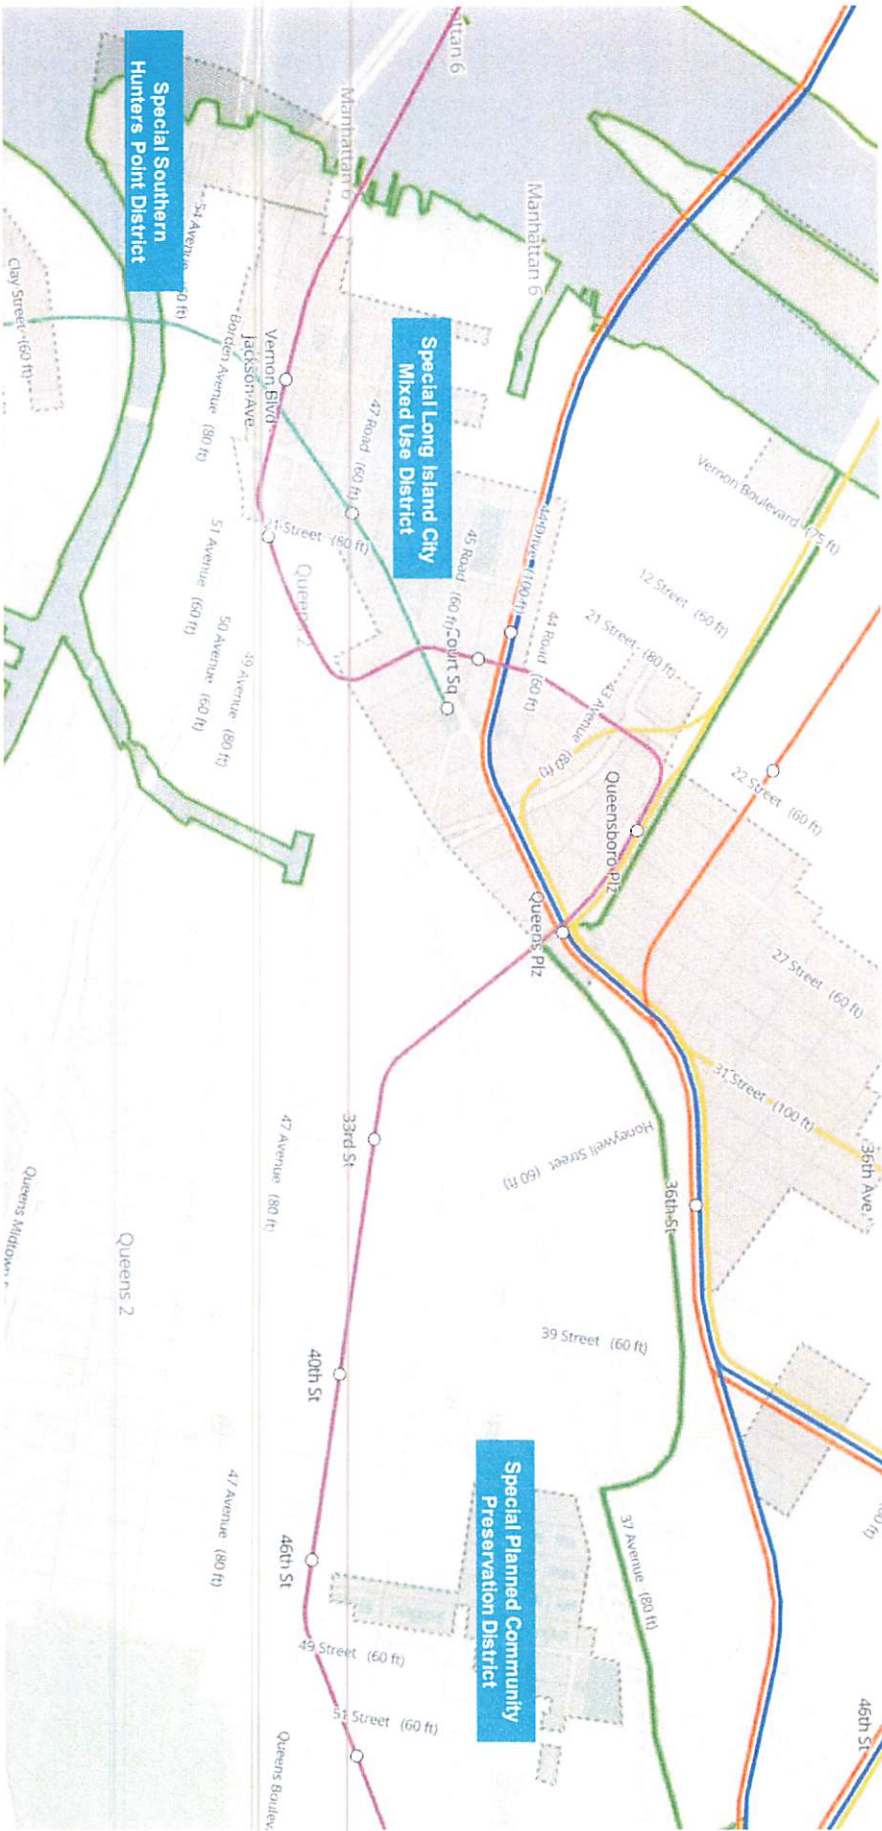 Manhattan 6
Manhattan 6
Special Southern
Hunters Point District
54 Avenue
Clay Street (60 ft)
Borden Avenue (80 ft)
Vernon Blvd
Jackson Ave
Special Long Island City
Mixed Use District
47 Road (60 ft)
21 Street (80 ft)
45 Road (60 ft)
44 Drive (100 ft)
44 Road (60 ft)
Vernon Boulevard (75 ft)
12 Street (60 ft)
21 Street (80 ft)
43 Avenue (80 ft)
22 Street (60 ft)
51 Avenue (60 ft)
50 Avenue (60 ft)
49 Avenue (80 ft)
Court Sq
Queensboro Plz
Queens Plz
27 Street (60 ft)
31 Street (100 ft)
36th Ave
33rd St
47 Avenue (80 ft)
Honeywell Street (60 ft)
36th St
Queens 2
39 Street (60 ft)
40th St
47 Avenue (80 ft)
46th St
Special Planned Community
Preservation District
37 Avenue (80 ft)
49 Street (60 ft)
51 Street (60 ft)
46th St